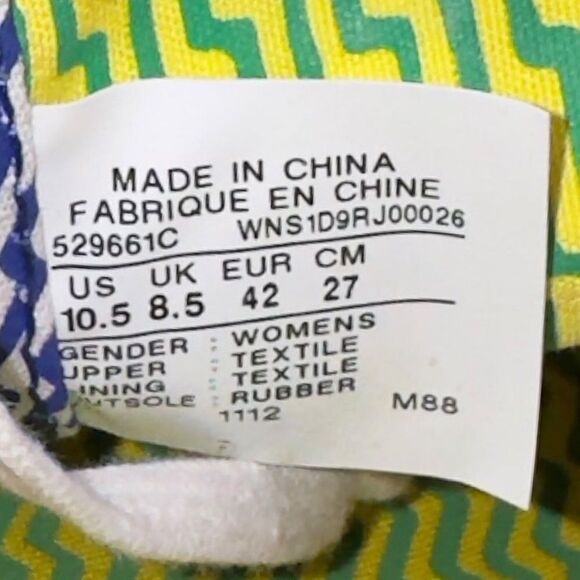 MADE IN CHINA
FABRIQUE EN CHINE
529661C WNS1D9RJ00026
US UK EUR CM
10.5 8.5 42 27
GENDER : WOMENS
UPPER : TEXTILE
LINING : TEXTILE
OUTSOLE : RUBBER
1112 M88